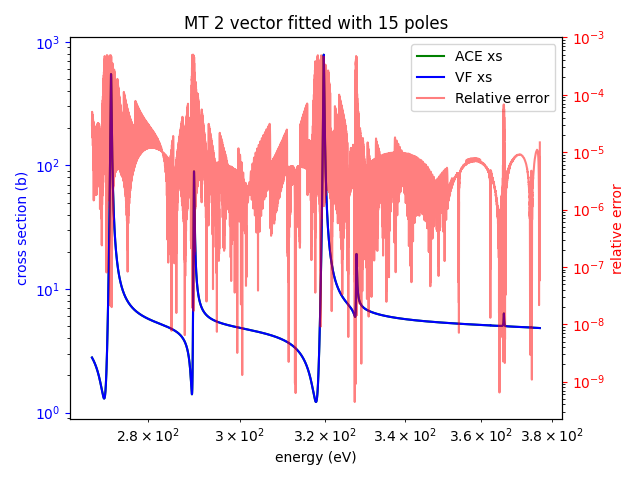 MT 2 vector fitted with 15 poles
ACE xs
VF xs
Relative error
10³
10²
10¹
10⁰
cross section (b)
10⁻³
10⁻⁴
10⁻⁵
10⁻⁶
10⁻⁷
10⁻⁸
10⁻⁹
relative error
2.8 × 10² 3 × 10² 3.2 × 10² 3.4 × 10² 3.6 × 10² 3.8 × 10²
energy (eV)